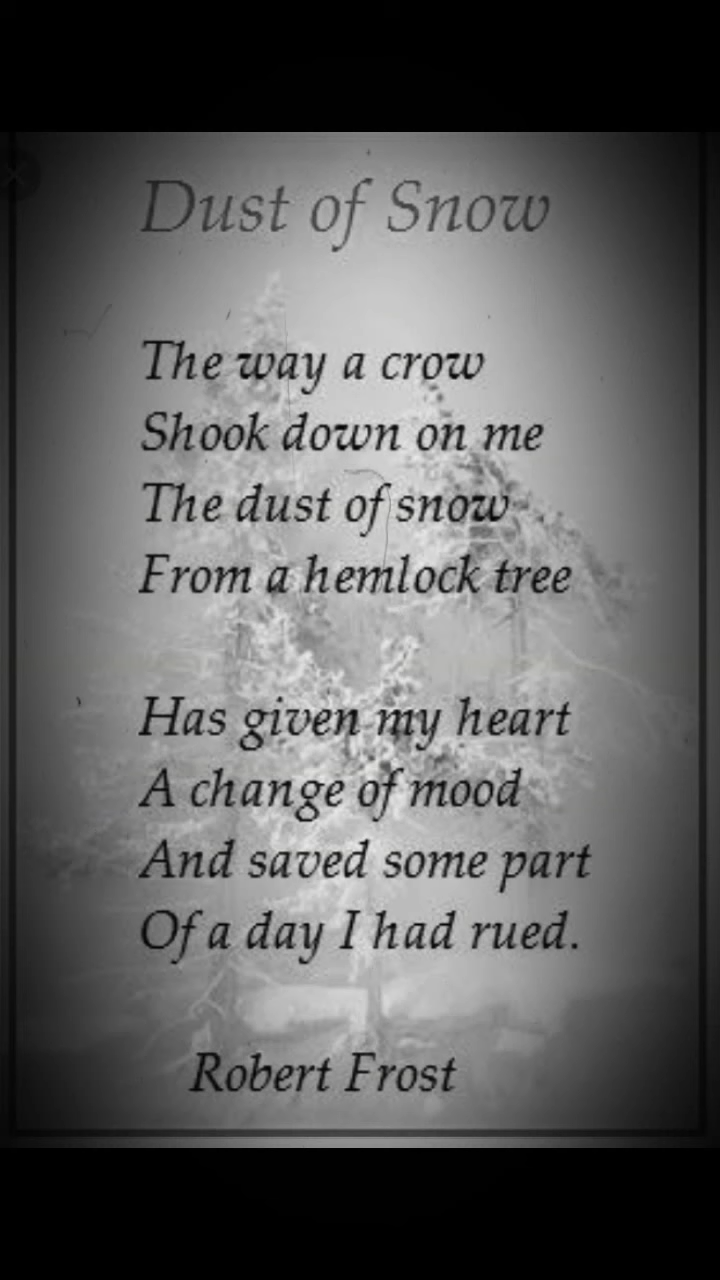 Dust of Snow
The way a crow
Shook down on me
The dust of snow
From a hemlock tree
Has given my heart
A change of mood
And saved some part
Of a day I had rued.
Robert Frost